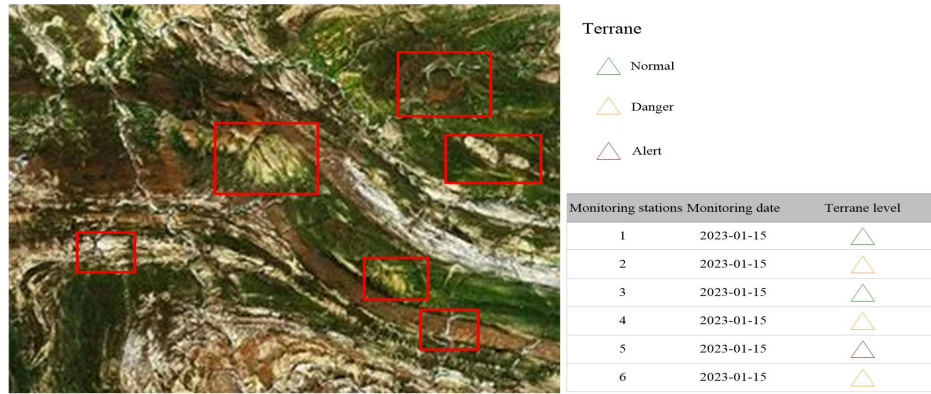 Terrane
Normal
Danger
Alert
Monitoring stations Monitoring date Terrane level
1 2023-01-15
2 2023-01-15
3 2023-01-15
4 2023-01-15
5 2023-01-15
6 2023-01-15